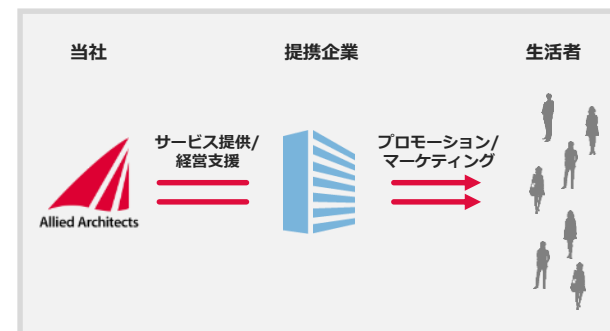 当社
提携企業
生活者
サービス提供/
経営支援
プロモーション/
マーケティング
Allied Architects